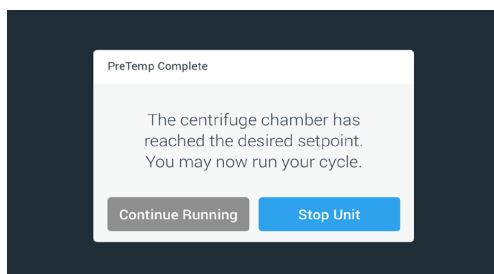 PreTemp Complete
The centrifuge chamber has
reached the desired setpoint.
You may now run your cycle.
Continue Running
Stop Unit